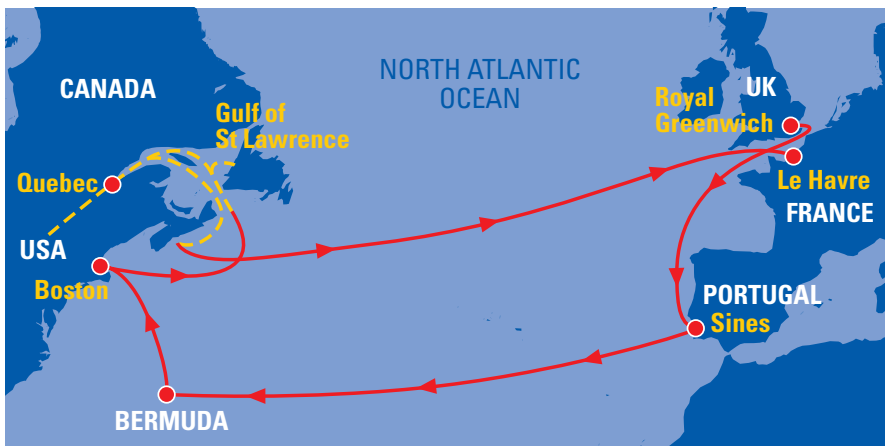 NORTH ATLANTIC
OCEAN
CANADA
Gulf of
St Lawrence
Quebec
USA
Boston
BERMUDA
UK
Royal
Greenwich
Le Havre
FRANCE
PORTUGAL
Sines